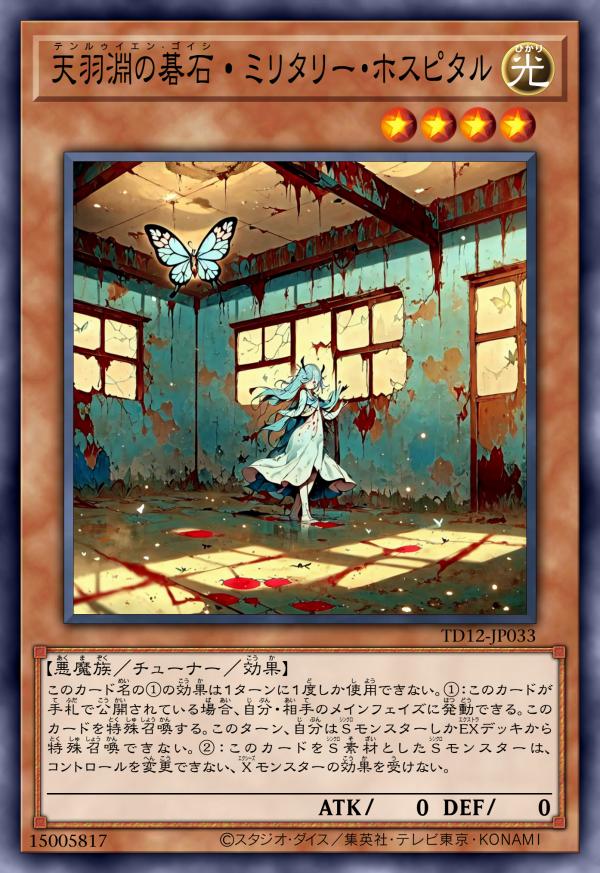 テンルゥイエン・ゴイシ
天羽淵の碁石・ミリタリー・ホスピタル
ひかり
光
TD12-JP033
【悪魔族／チューナー／効果】
このカード名の①の効果は1ターンに1度しか使用できない。①：このカードが
手札で公開されている場合、自分・相手のメインフェイズに発動できる。この
カードを特殊召喚する。このターン、自分はSモンスターしかEXデッキから
特殊召喚できない。②：このカードをS素材としたSモンスターは、
コントロールを変更できない、Xモンスターの効果を受けない。
ATK/ 0 DEF/ 0
15005817
©スタジオ・ダイス／集英社・テレビ東京・KONAMI